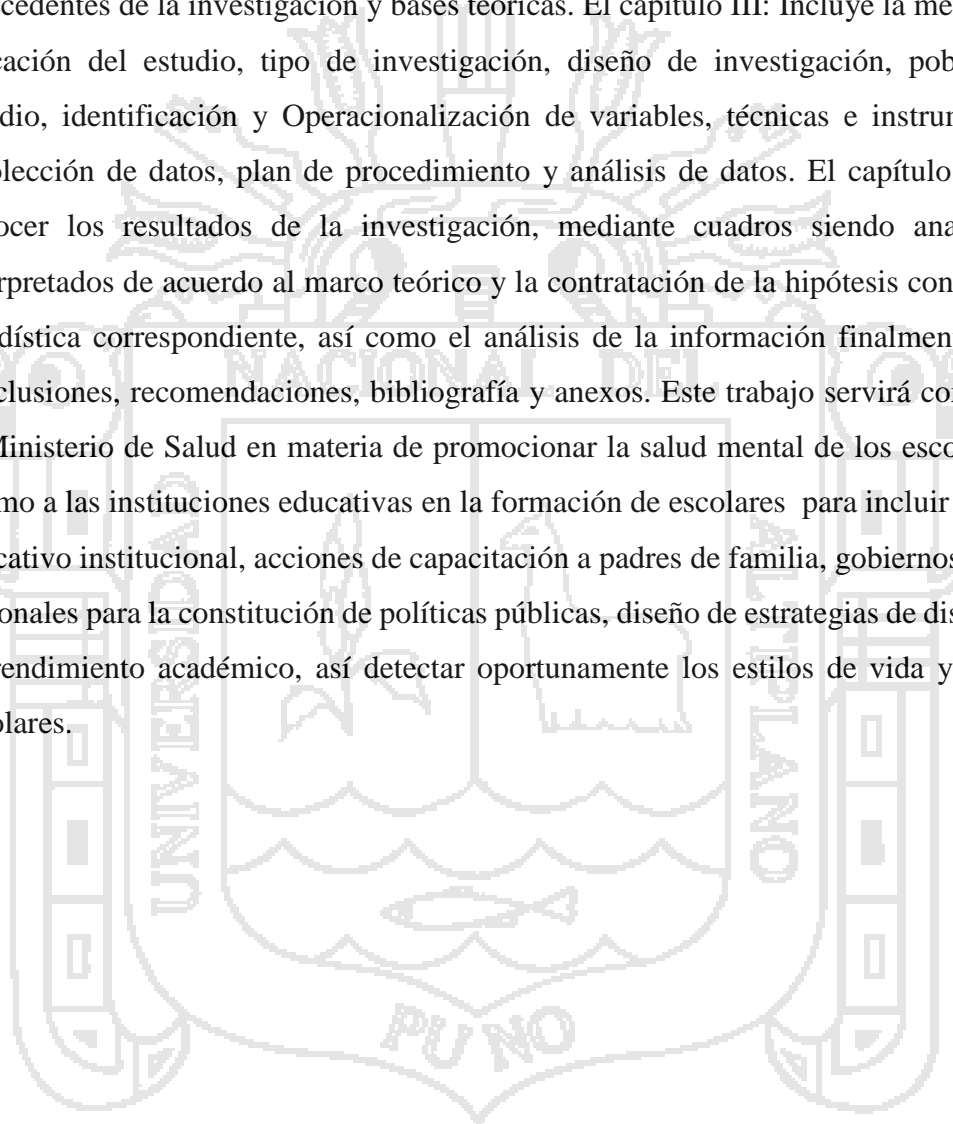 cedentes de la investigación y bases teóricas. El capítulo III: Incluye la me
cación del estudio, tipo de investigación, diseño de investigación, pob
dio, identificación y Operacionalización de variables, técnicas e instru
lección de datos, plan de procedimiento y análisis de datos. El capítulo
ocer los resultados de la investigación, mediante cuadros siendo ana
rpretados de acuerdo al marco teórico y la contratación de la hipótesis con
dística correspondiente, así como el análisis de la información finalmen
clusiones, recomendaciones, bibliografía y anexos. Este trabajo servirá co
Ministerio de Salud en materia de promocionar la salud mental de los esco
mo a las instituciones educativas en la formación de escolares para incluir
cativo institucional, acciones de capacitación a padres de familia, gobiernos
onales para la constitución de políticas públicas, diseño de estrategias de dis
rendimiento académico, así detectar oportunamente los estilos de vida y
olares.
NACIONAL DEL
UNIVERSIDAD
ALTIPLANO
PUNO